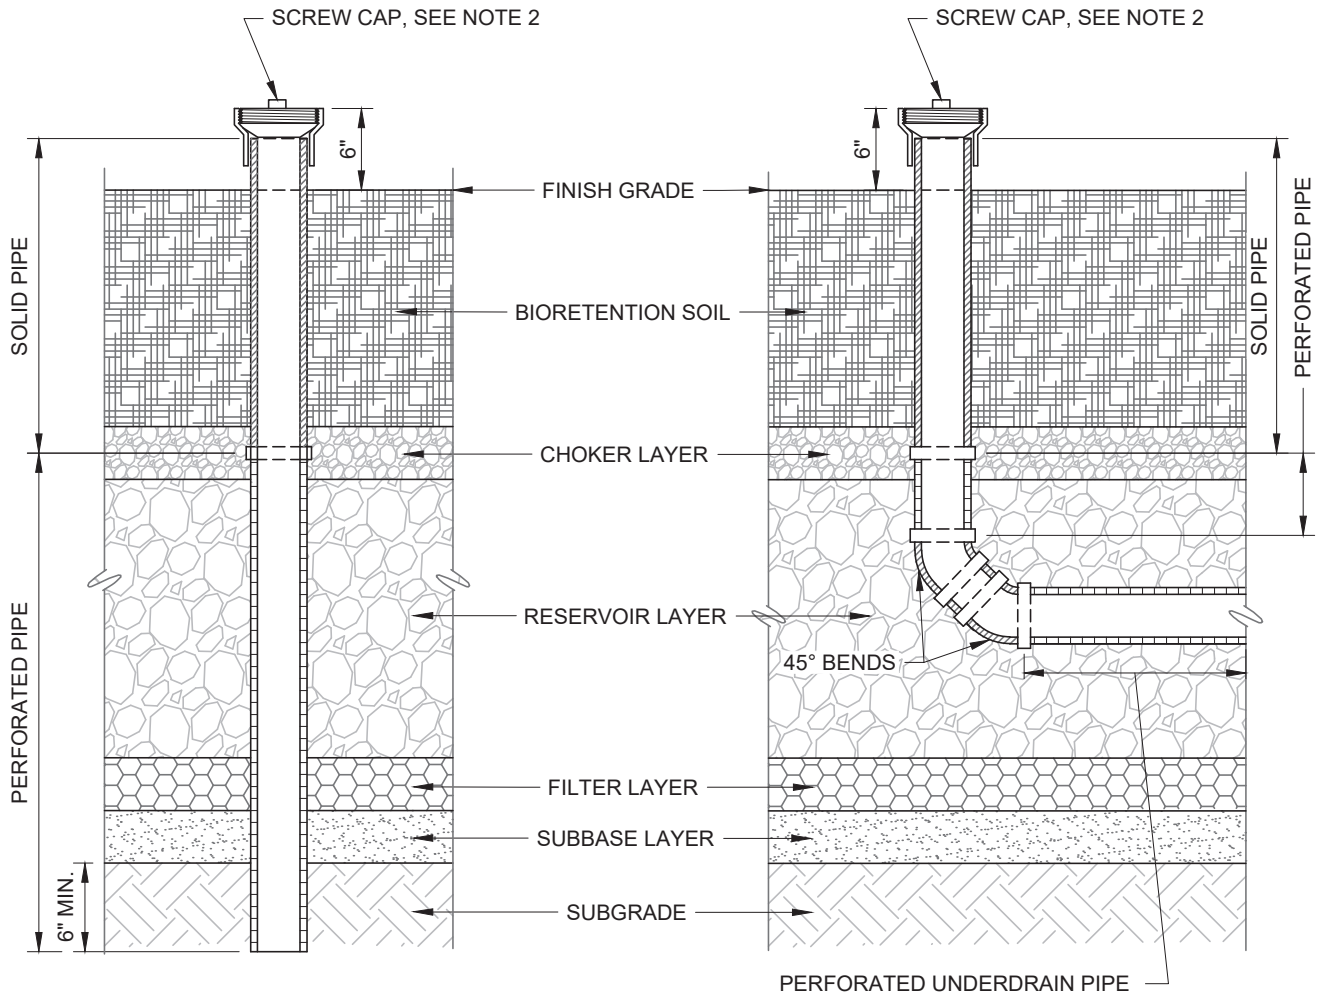 SCREW CAP, SEE NOTE 2
SCREW CAP, SEE NOTE 2
6"
6"
FINISH GRADE
SOLID PIPE
SOLID PIPE
PERFORATED PIPE
BIORETENTION SOIL
CHOKER LAYER
RESERVOIR LAYER
PERFORATED PIPE
45° BENDS
FILTER LAYER
SUBBASE LAYER
6" MIN.
SUBGRADE
PERFORATED UNDERDRAIN PIPE